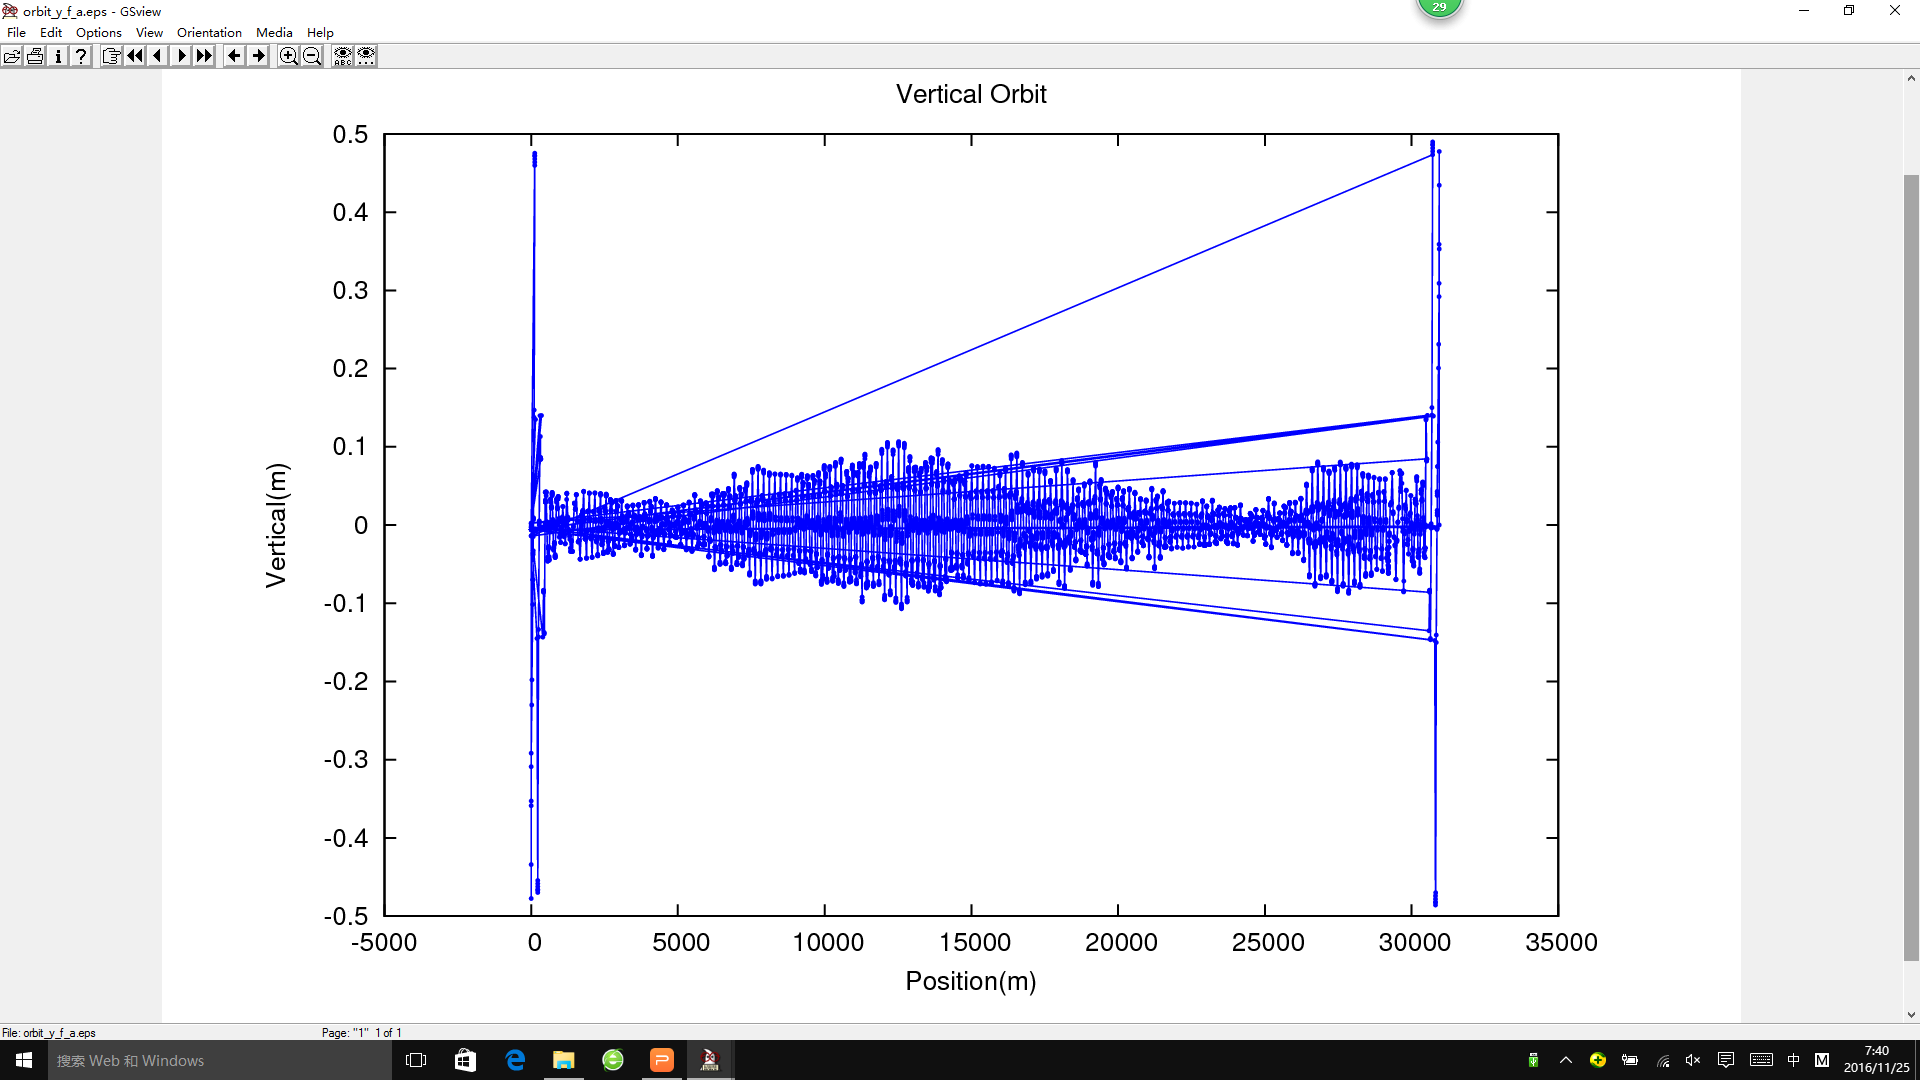 orbit_y_f_a.eps - GSview
29
File Edit Options View Orientation Media Help
Vertical Orbit
0.5
0.4
0.3
0.2
0.1
0
-0.1
-0.2
-0.3
-0.4
-0.5
Vertical(m)
-5000 0 5000 10000 15000 20000 25000 30000 35000
Position(m)
File: orbit_y_f_a.eps Page: "1" 1 of 1
搜索 Web 和 Windows
中 M
7:40
2016/11/25